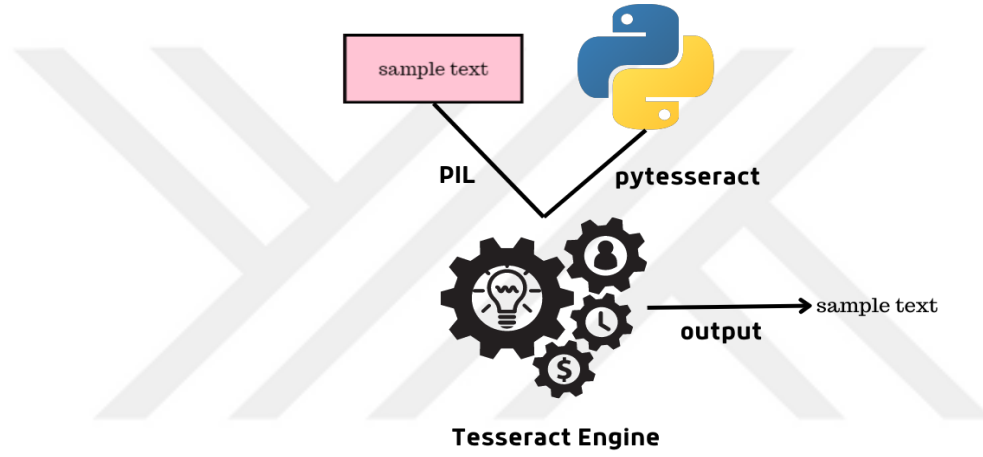 sample text
PIL
pytesseract
$
output
sample text
Tesseract Engine